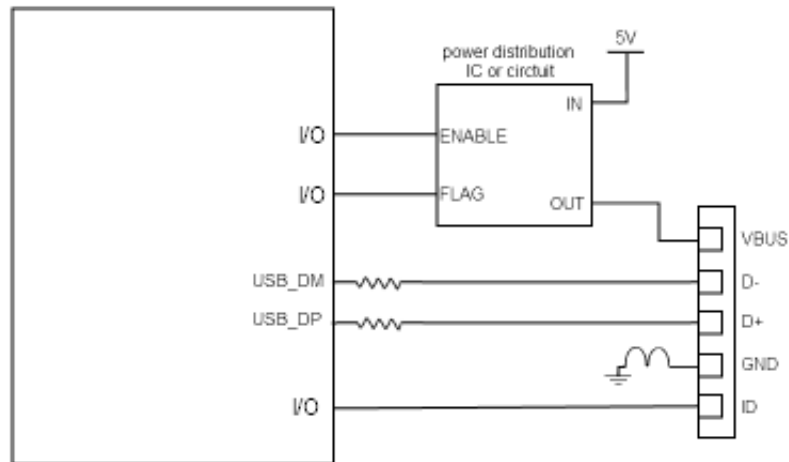 5V
power distribution
IC or circtuit
IN
I/O
ENABLE
I/O
FLAG
OUT
VBUS
USB_DM
D-
USB_DP
D+
GND
I/O
ID